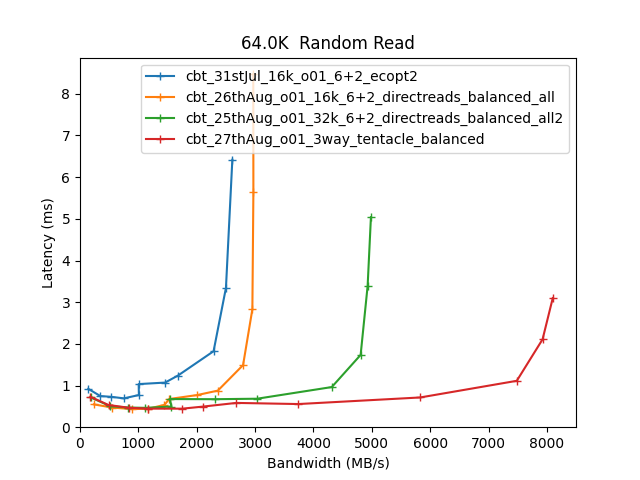 64.0K  Random Read
cbt_31stJul_16k_o01_6+2_ecopt2
cbt_26thAug_o01_16k_6+2_directreads_balanced_all
cbt_25thAug_o01_32k_6+2_directreads_balanced_all2
cbt_27thAug_o01_3way_tentacle_balanced
Latency (ms)
8
7
6
5
4
3
2
1
0
0 1000 2000 3000 4000 5000 6000 7000 8000
Bandwidth (MB/s)